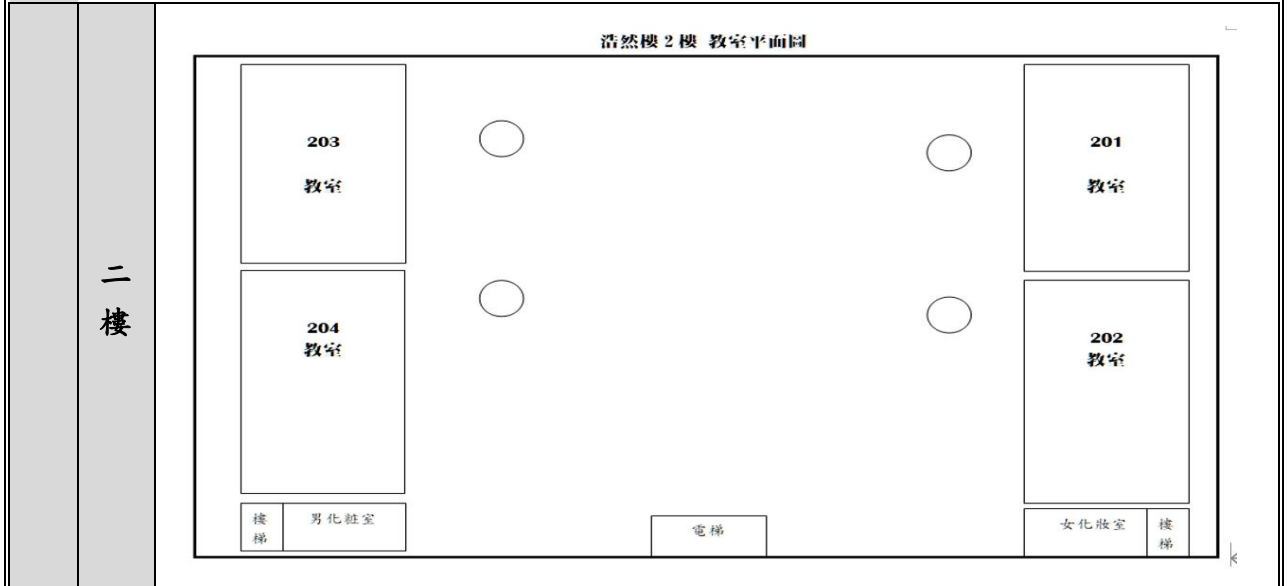 浩然樓 2 樓 教室平面圖
203
教室
201
教室
二樓
204
教室
202
教室
樓梯
男化粧室
電梯
女化妝室
樓梯